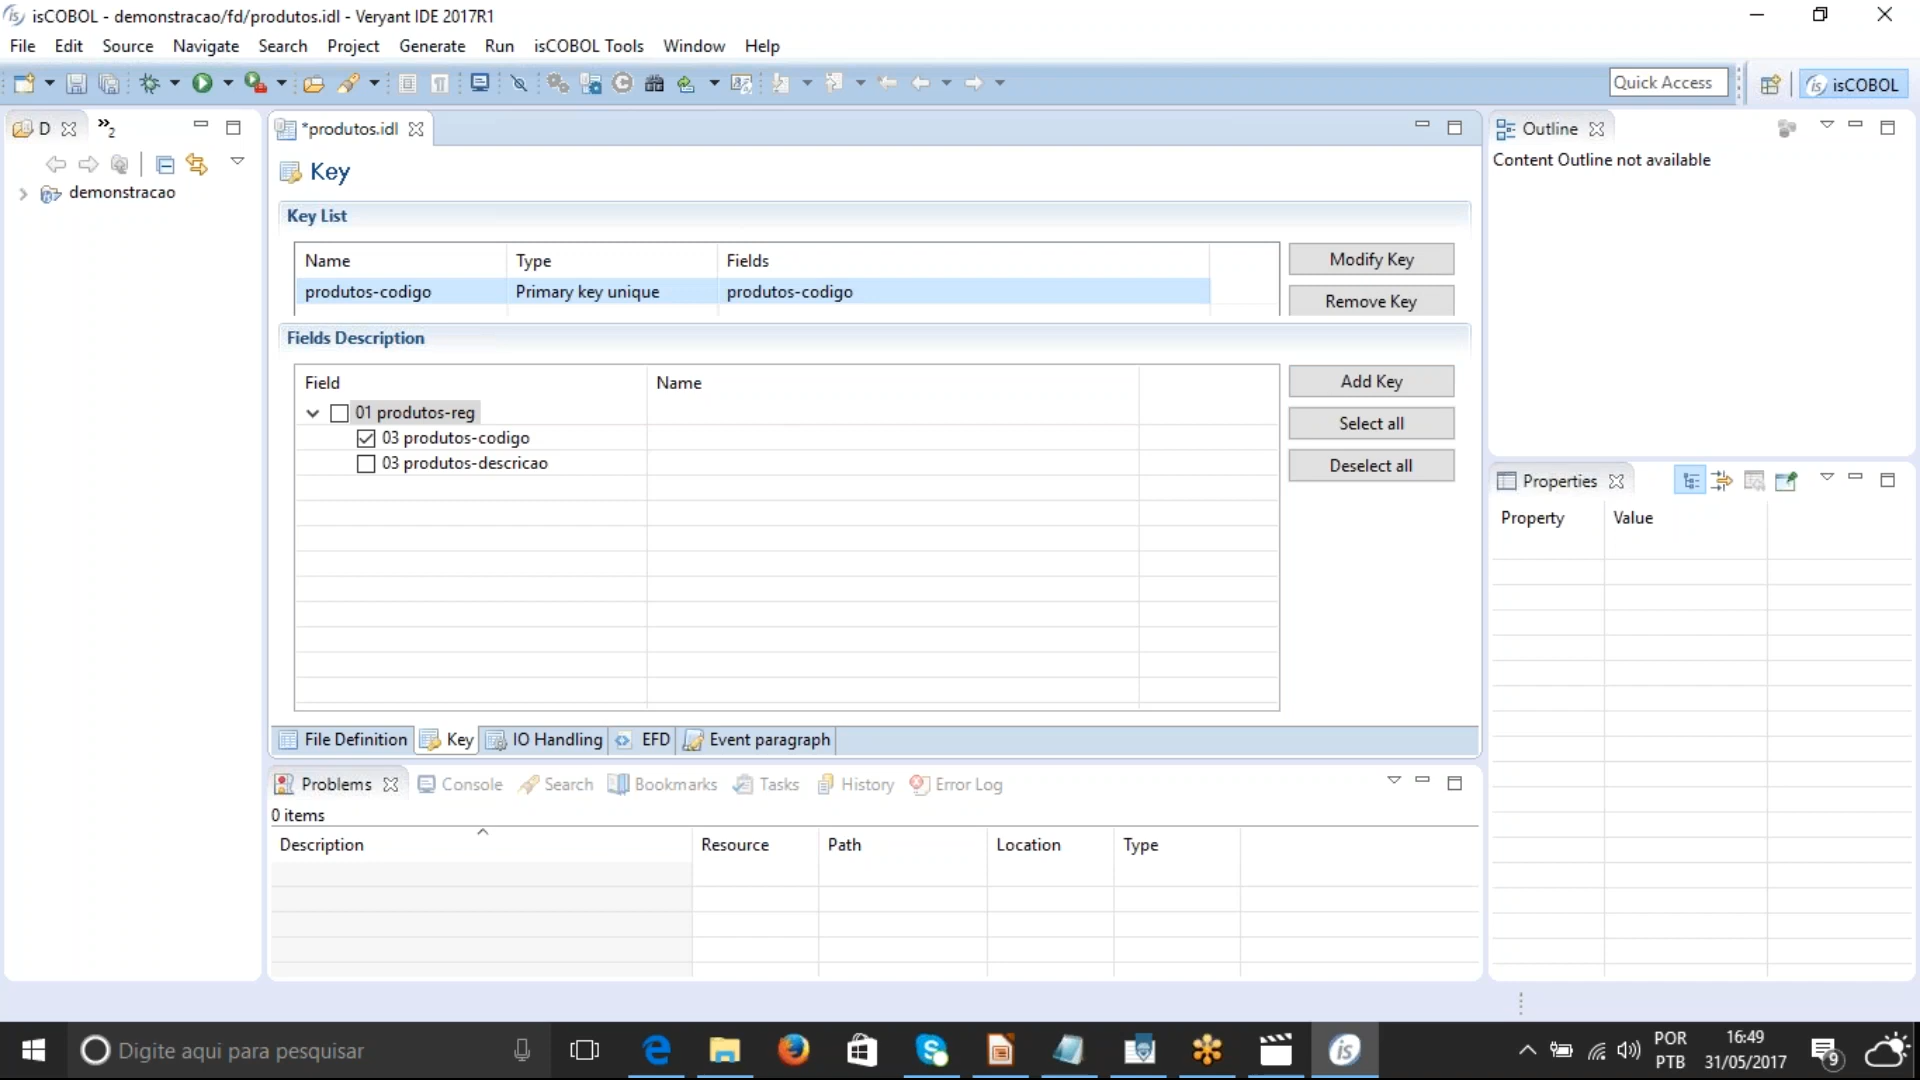 isCOBOL - demonstracao/fd/produtos.idl - Veryant IDE 2017R1
File Edit Source Navigate Search Project Generate Run isCOBOL Tools Window Help
Quick Access
isCOBOL
D
2
*produtos.idl
Outline
Content Outline not available
demonstracao
Key
Key List
Name Type Fields
produtos-codigo Primary key unique produtos-codigo
Modify Key
Remove Key
Fields Description
Field Name
01 produtos-reg
03 produtos-codigo
03 produtos-descricao
Add Key
Select all
Deselect all
Properties
Property Value
File Definition Key IO Handling EFD Event paragraph
Problems Console Search Bookmarks Tasks History Error Log
0 items
Description Resource Path Location Type
Digite aqui para pesquisar
POR
PTB
16:49
31/05/2017
9